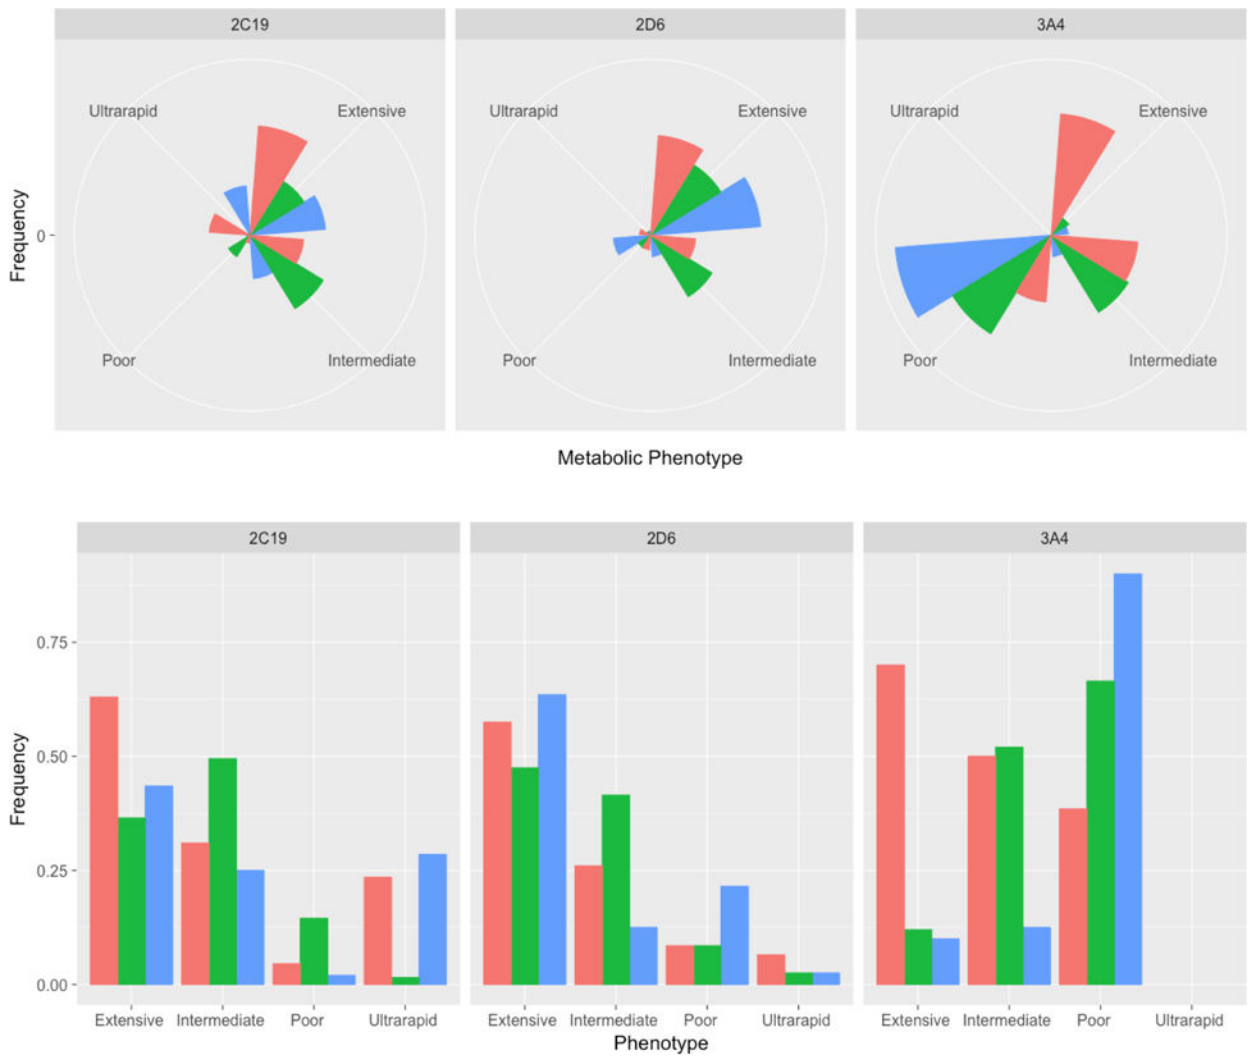 2C19 2D6 3A4
Ultrarapid Extensive Ultrarapid Extensive Ultrarapid Extensive
Frequency
0
Poor Intermediate Poor Intermediate Poor Intermediate
Metabolic Phenotype
2C19 2D6 3A4
0.75
0.50
Frequency
0.25
0.00
Extensive Intermediate Poor Ultrarapid Extensive Intermediate Poor Ultrarapid Extensive Intermediate Poor Ultrarapid
Phenotype